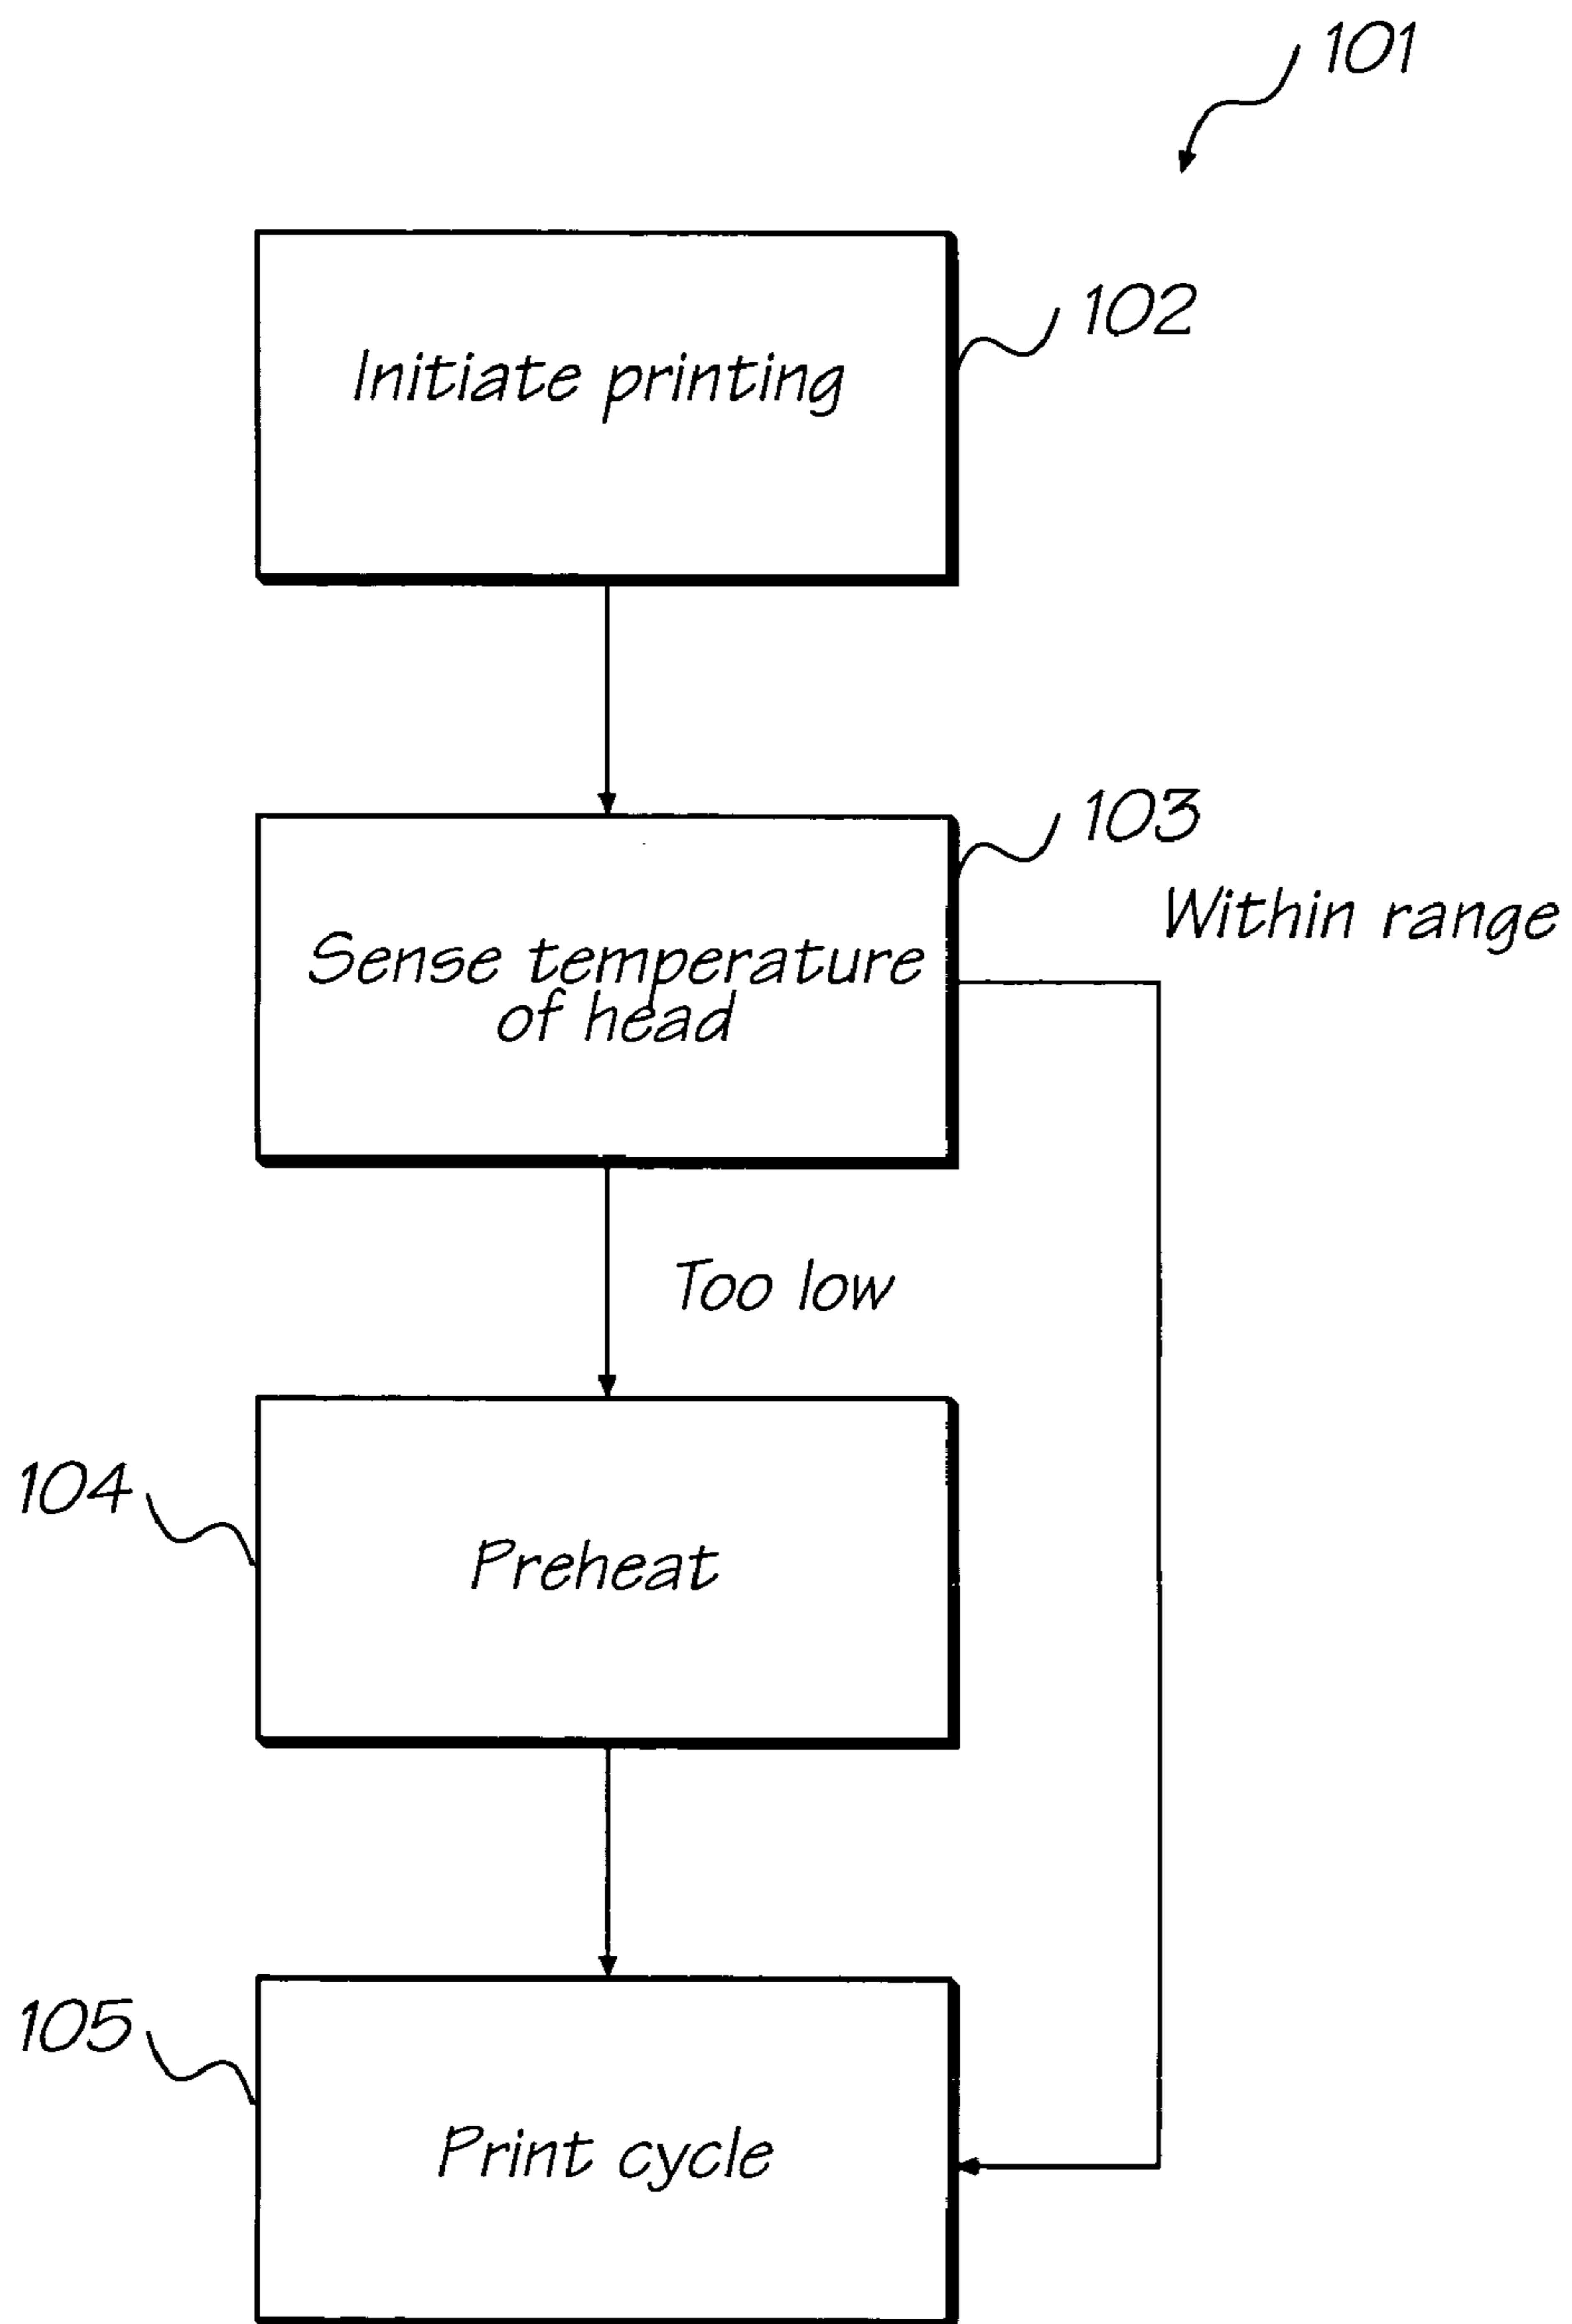 101
102
Initiate printing
103
Within range
Sense temperature
of head
Too low
104
Preheat
105
Print cycle